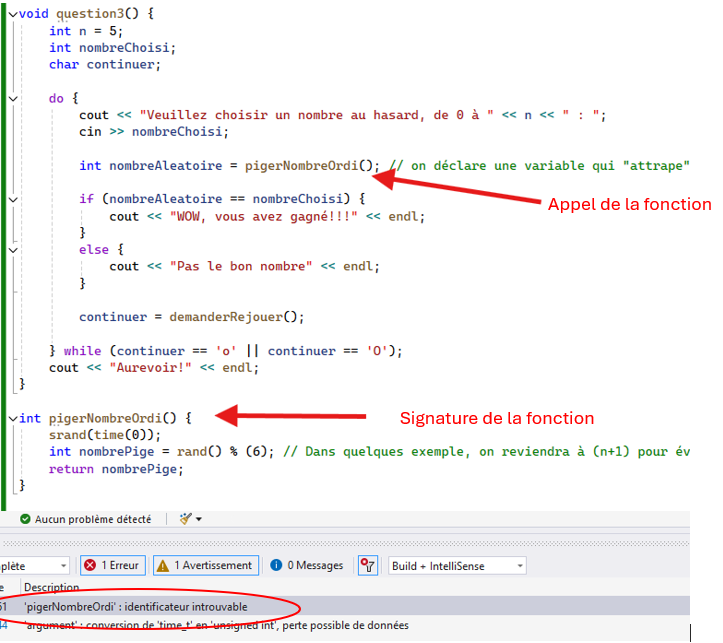 void question3() {
int n = 5;
int nombreChoisi;
char continuer;
do {
cout << "Veuillez choisir un nombre au hasard, de 0 à " << n << " : ";
cin >> nombreChoisi;
int nombreAleatoire = pigerNombreOrdi(); // on déclare une variable qui "attrape"
if (nombreAleatoire == nombreChoisi) {
cout << "WOW, vous avez gagné!!!" << endl;
Appel de la fonction
}
else {
cout << "Pas le bon nombre" << endl;
}
continuer = demanderRejouer();
} while (continuer == 'o' || continuer == 'O');
cout << "Aurevoir!" << endl;
}
int pigerNombreOrdi() {
Signature de la fonction
srand(time(0));
int nombrePige = rand() % (6); // Dans quelques exemple, on reviendra à (n+1) pour év
return nombrePige;
}
Aucun problème détecté
plète
1 Erreur
1 Avertissement
0 Messages
Build + IntelliSense
e Description
'pigerNombreOrdi' : identificateur introuvable
'argument' : conversion de 'time_t' en 'unsigned int', perte possible de données